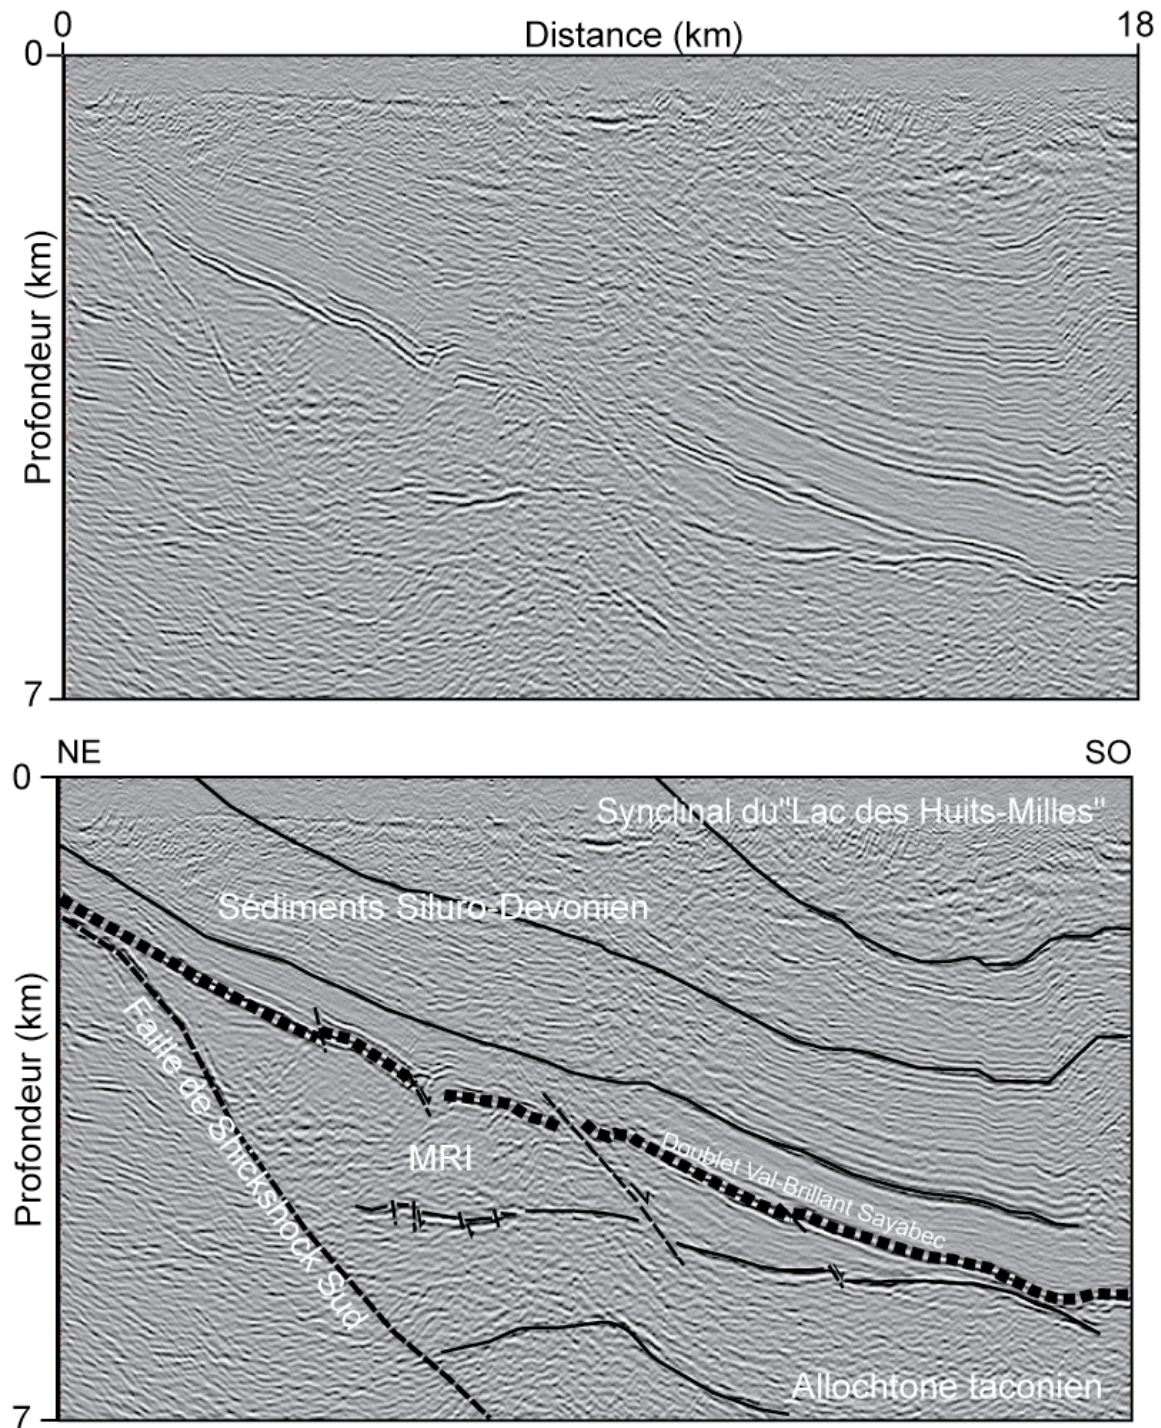 0
18
Distance (km)
0
Profondeur (km)
7
NE
SO
0
Synclinal du"Lac des Huits-Milles"
Sédiments Siluro-Devonien
Faille de Shickshock Sud
Profondeur (km)
MRI
Doublet Val-Brillant Sayabec
Allochtone taconien
7